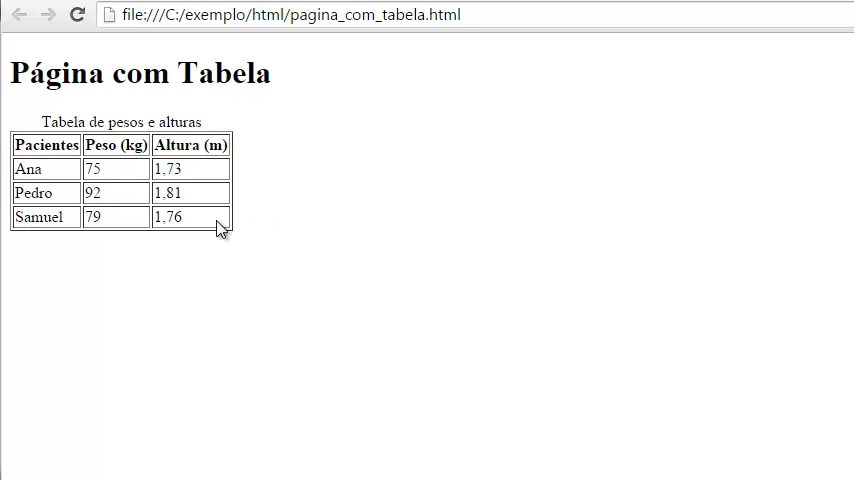 file:///C:/exemplo/html/pagina_com_tabela.html
Página com Tabela
Tabela de pesos e alturas
Pacientes Peso (kg) Altura (m)
Ana 75 1,73
Pedro 92 1,81
Samuel 79 1,76